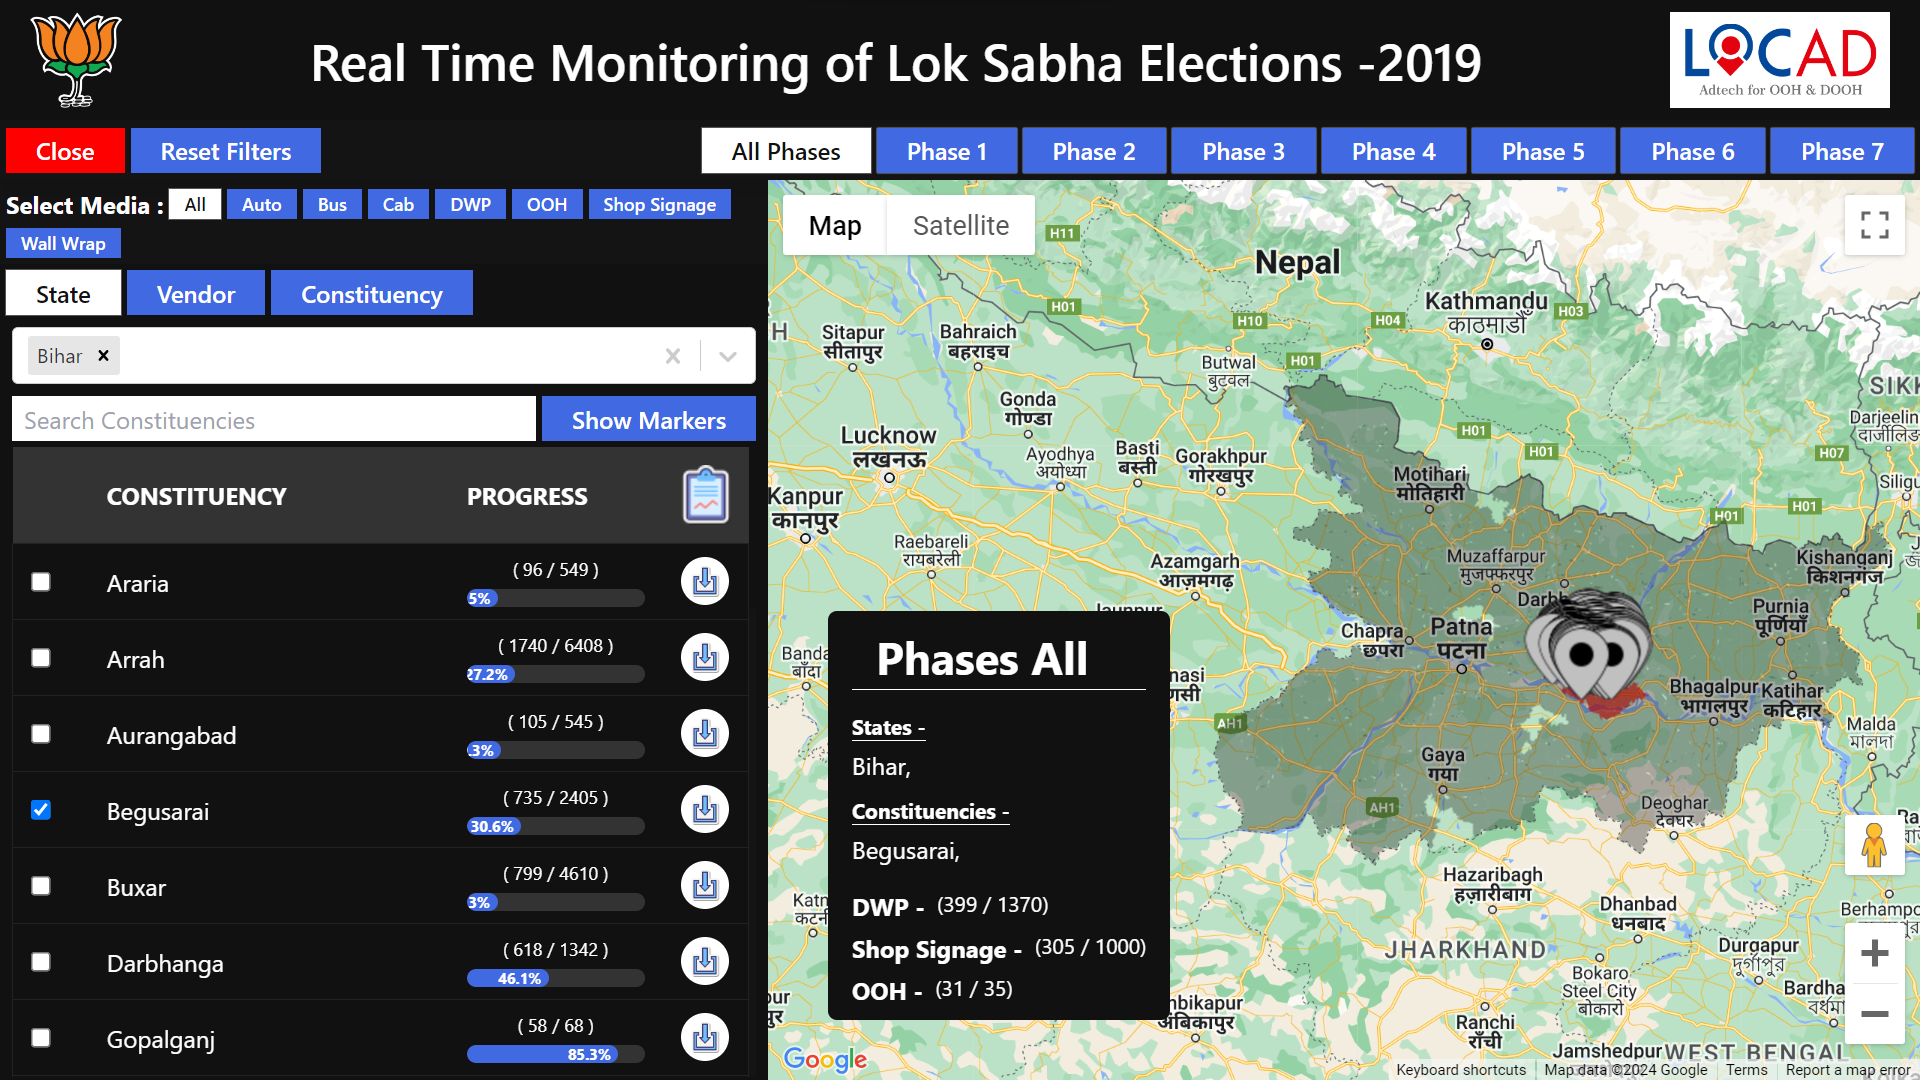 Real Time Monitoring of Lok Sabha Elections -2019
LOCAD
Adtech for OOH & DOOH
Close
Reset Filters
All Phases
Phase 1
Phase 2
Phase 3
Phase 4
Phase 5
Phase 6
Phase 7
Select Media :
All
Auto
Bus
Cab
DWP
OOH
Shop Signage
Wall Wrap
State
Vendor
Constituency
Bihar
Search Constituencies
Show Markers
CONSTITUENCY
PROGRESS
Araria
( 96 / 549 )
5%
Arrah
( 1740 / 6408 )
27.2%
Aurangabad
( 105 / 545 )
.3%
Begusarai
( 735 / 2405 )
30.6%
Buxar
( 799 / 4610 )
3%
Darbhanga
( 618 / 1342 )
46.1%
Gopalganj
( 58 / 68 )
85.3%
Map
Satellite
H11
Nepal
Kathmandu
काठमाडौँ
H01
H10
H04
H03
Sitapur
सीतापुर
Bahraich
बहराइच
Butwal
बुटवल
H01
Gonda
गोण्डा
SIKK
Darjeelin
दार्जीलिङ
Lucknow
लखनऊ
Ayodhya
अयोध्या
Basti
बस्ती
Gorakhpur
गोरखपुर
H01
H01
H07
Motihari
मोतिहारी
Siligu
Kanpur
कानपुर
H01
H01
Raebareli
रायबरेली
Azamgarh
आज़मगढ़
Muzaffarpur
मुजफ्फरपुर
Kishanganj
किशनगंज
Darbh
Jaunpur
Purnia
पूर्णियाँ
Chapra
छपरा
Patna
पटना
Banda
बाँदा
nasi
णसी
Bhagalpur
भागलपुर
Katihar
कटिहार
AH1
Malda
মালদা
Gaya
गया
AH1
Deoghar
देवघर
Hazaribagh
हज़ारीबाग
Dhanbad
धनबाद
Berhampo
Katn
कटनी
JHARKHAND
Durgapur
দুর্গাপুর
Bokaro
Steel City
बोकारो
Bardha
Ranchi
राँची
nbikapur
अंबिकापुर
Jamshedpur
WEST BENGAL
Phases All
States -
Bihar,
Constituencies -
Begusarai,
DWP - (399 / 1370)
Shop Signage - (305 / 1000)
OOH - (31 / 35)
Google
Keyboard shortcuts
Map data ©2024 Google
Terms
Report a map error